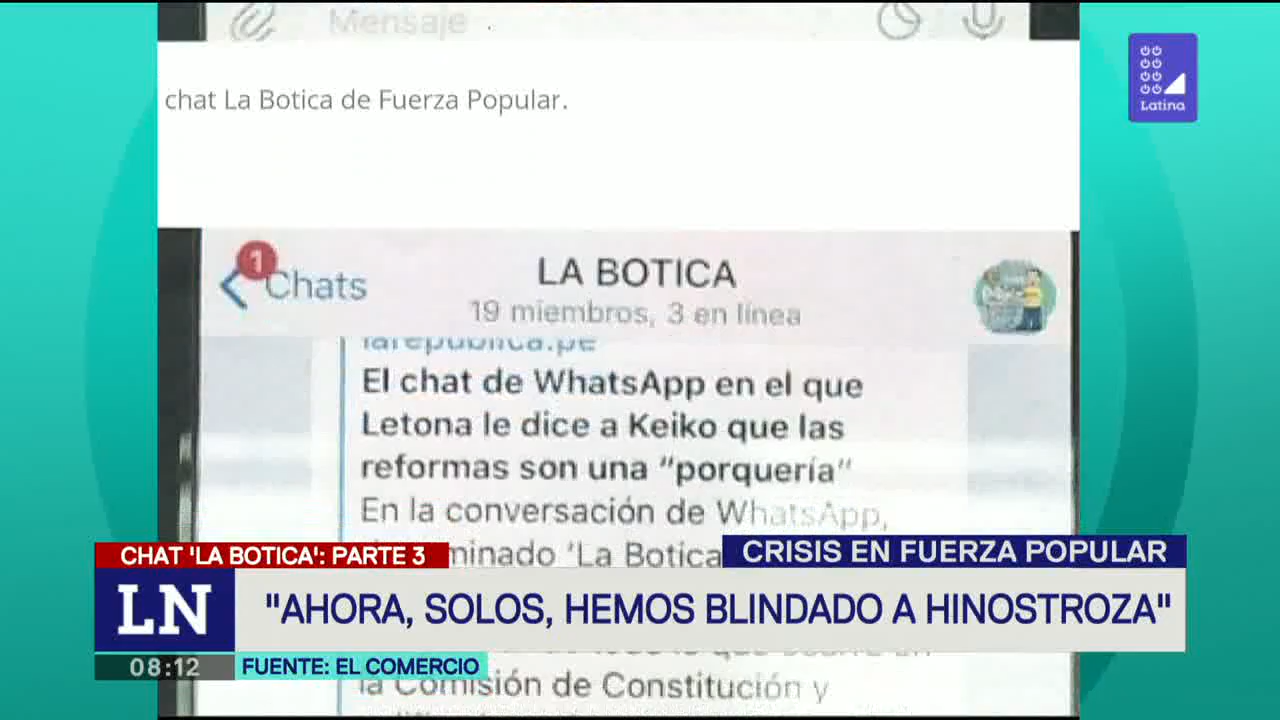 Mensaje
chat La Botica de Fuerza Popular.
Latina
1
Chats
LA BOTICA
19 miembros, 3 en línea
larepublica.pe
El chat de WhatsApp en el que
Letona le dice a Keiko que las
reformas son una "porquería"
En la conversación de WhatsApp,
'La Botica
CHAT 'LA BOTICA': PARTE 3
CRISIS EN FUERZA POPULAR
LN
"AHORA, SOLOS, HEMOS BLINDADO A HINOSTROZA"
08:12
FUENTE: EL COMERCIO
la Comisión de Constitución y